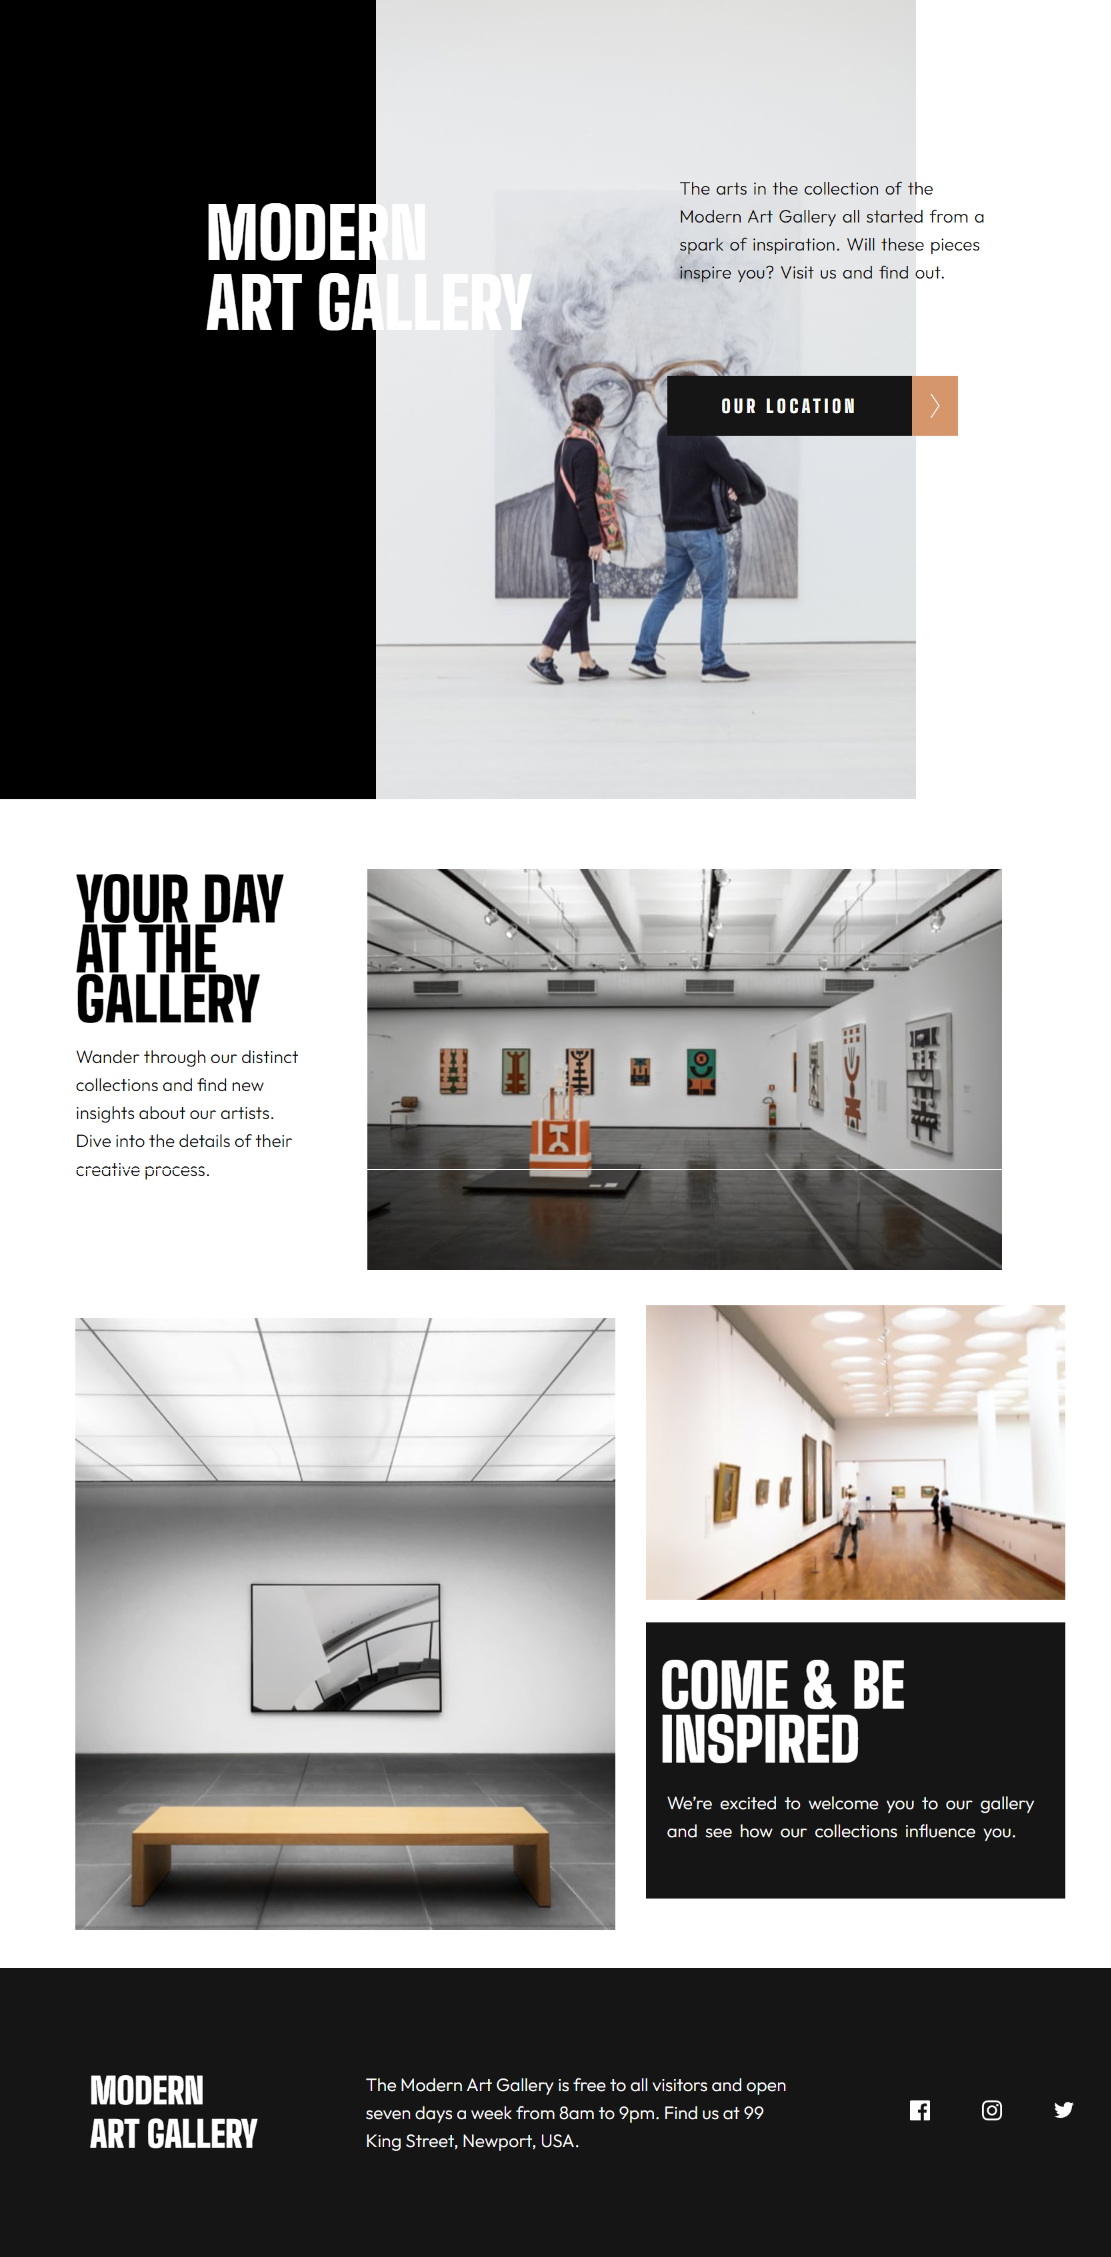 MODERN
ART GALLERY
The arts in the collection of the
Modern Art Gallery all started from a
spark of inspiration. Will these pieces
inspire you? Visit us and find out.
OUR LOCATION
YOUR DAY
AT THE
GALLERY
Wander through our distinct
collections and find new
insights about our artists.
Dive into the details of their
creative process.
COME & BE
INSPIRED
We’re excited to welcome you to our gallery
and see how our collections influence you.
MODERN
ART GALLERY
The Modern Art Gallery is free to all visitors and open
seven days a week from 8am to 9pm. Find us at 99
King Street, Newport, USA.